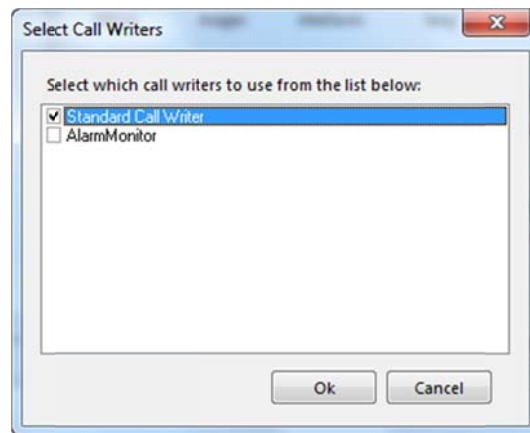 Select Call Writers
Select which call writers to use from the list below:
Standard Call Writer
AlarmMonitor
Ok
Cancel